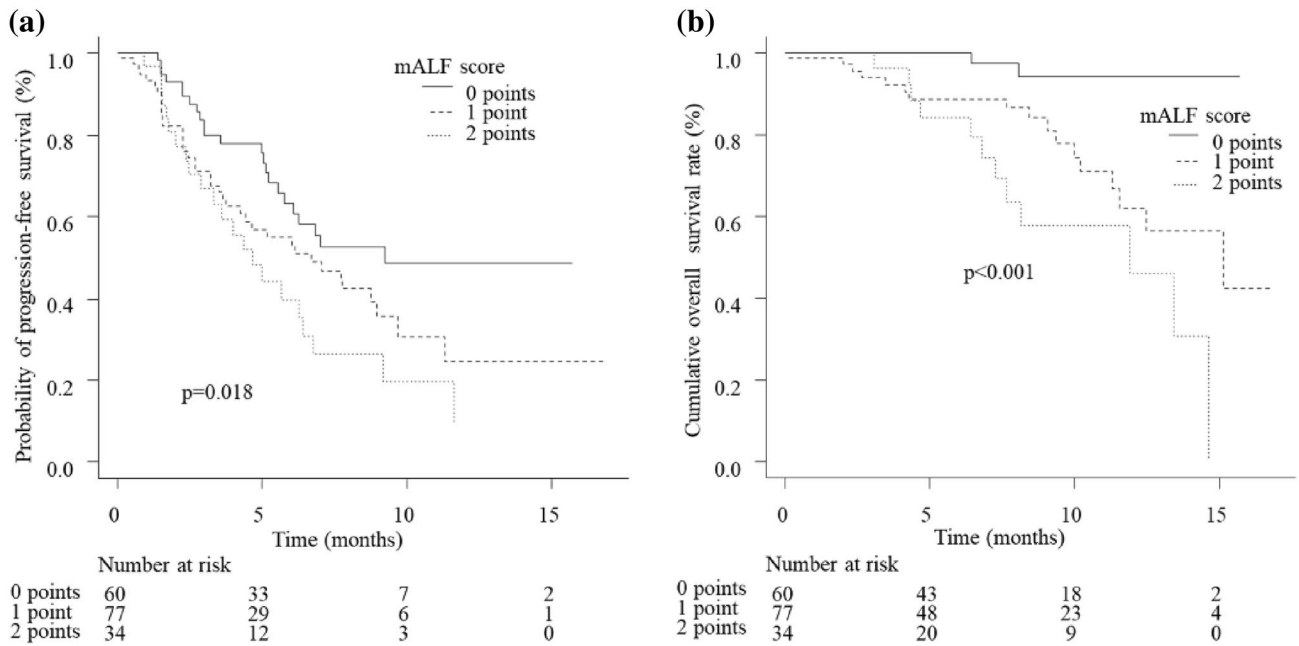 (a)
Probability of progression-free survival (%)
1.0
0.8
0.6
0.4
0.2
0.0
mALF score
0 points
1 point
2 points
p=0.018
0 5 10 15
Time (months)
Number at risk
0 points 60 33 7 2
1 point 77 29 6 1
2 points 34 12 3 0
(b)
Cumulative overall survival rate (%)
1.0
0.8
0.6
0.4
0.2
0.0
mALF score
0 points
1 point
2 points
p<0.001
0 5 10 15
Time (months)
Number at risk
0 points 60 43 18 2
1 point 77 48 23 4
2 points 34 20 9 0